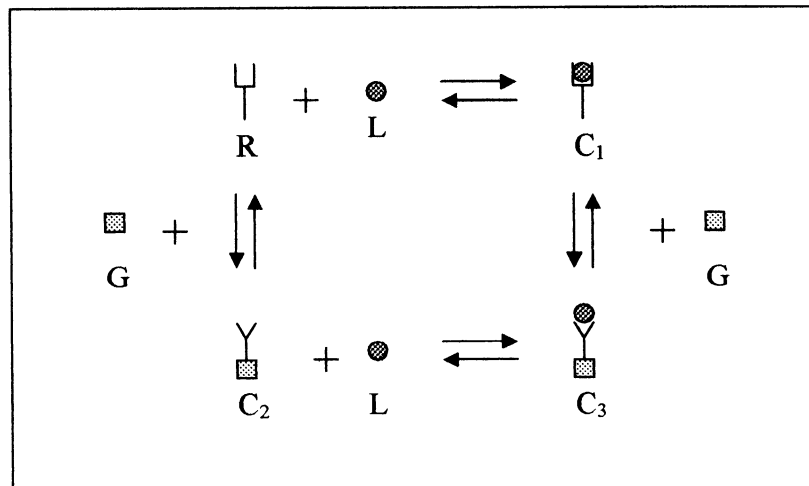 + L
R C₁
G + + G
+ L
C₂ C₃